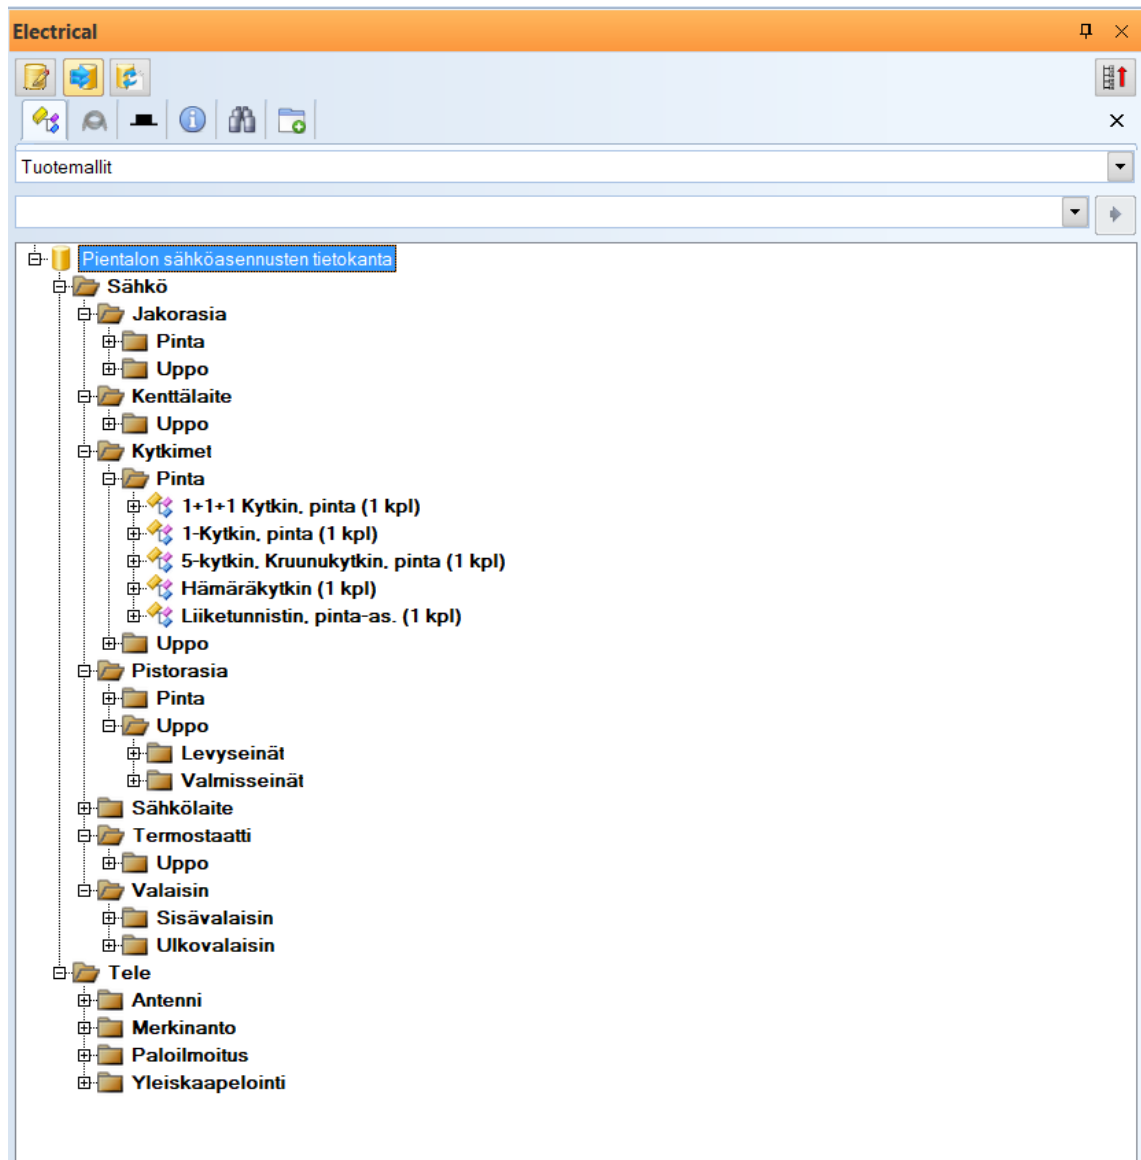 Electrical
Tuotemallit
Pientalon sähköasennusten tietokanta
Sähkö
Jakorasia
Pinta
Uppo
Kenttälaite
Uppo
Kytkimet
Pinta
1+1+1 Kytkin, pinta (1 kpl)
1-Kytkin, pinta (1 kpl)
5-kytkin, Kruunukytkin, pinta (1 kpl)
Hämäräkytkin (1 kpl)
Liiketunnistin, pinta-as. (1 kpl)
Uppo
Pistorasia
Pinta
Uppo
Levyseinät
Valmisseinät
Sähkölaite
Termostaatti
Uppo
Valaisin
Sisävalaisin
Ulkovalaisin
Tele
Antenni
Merkinanto
Paloilmoitus
Yleiskaapelointi